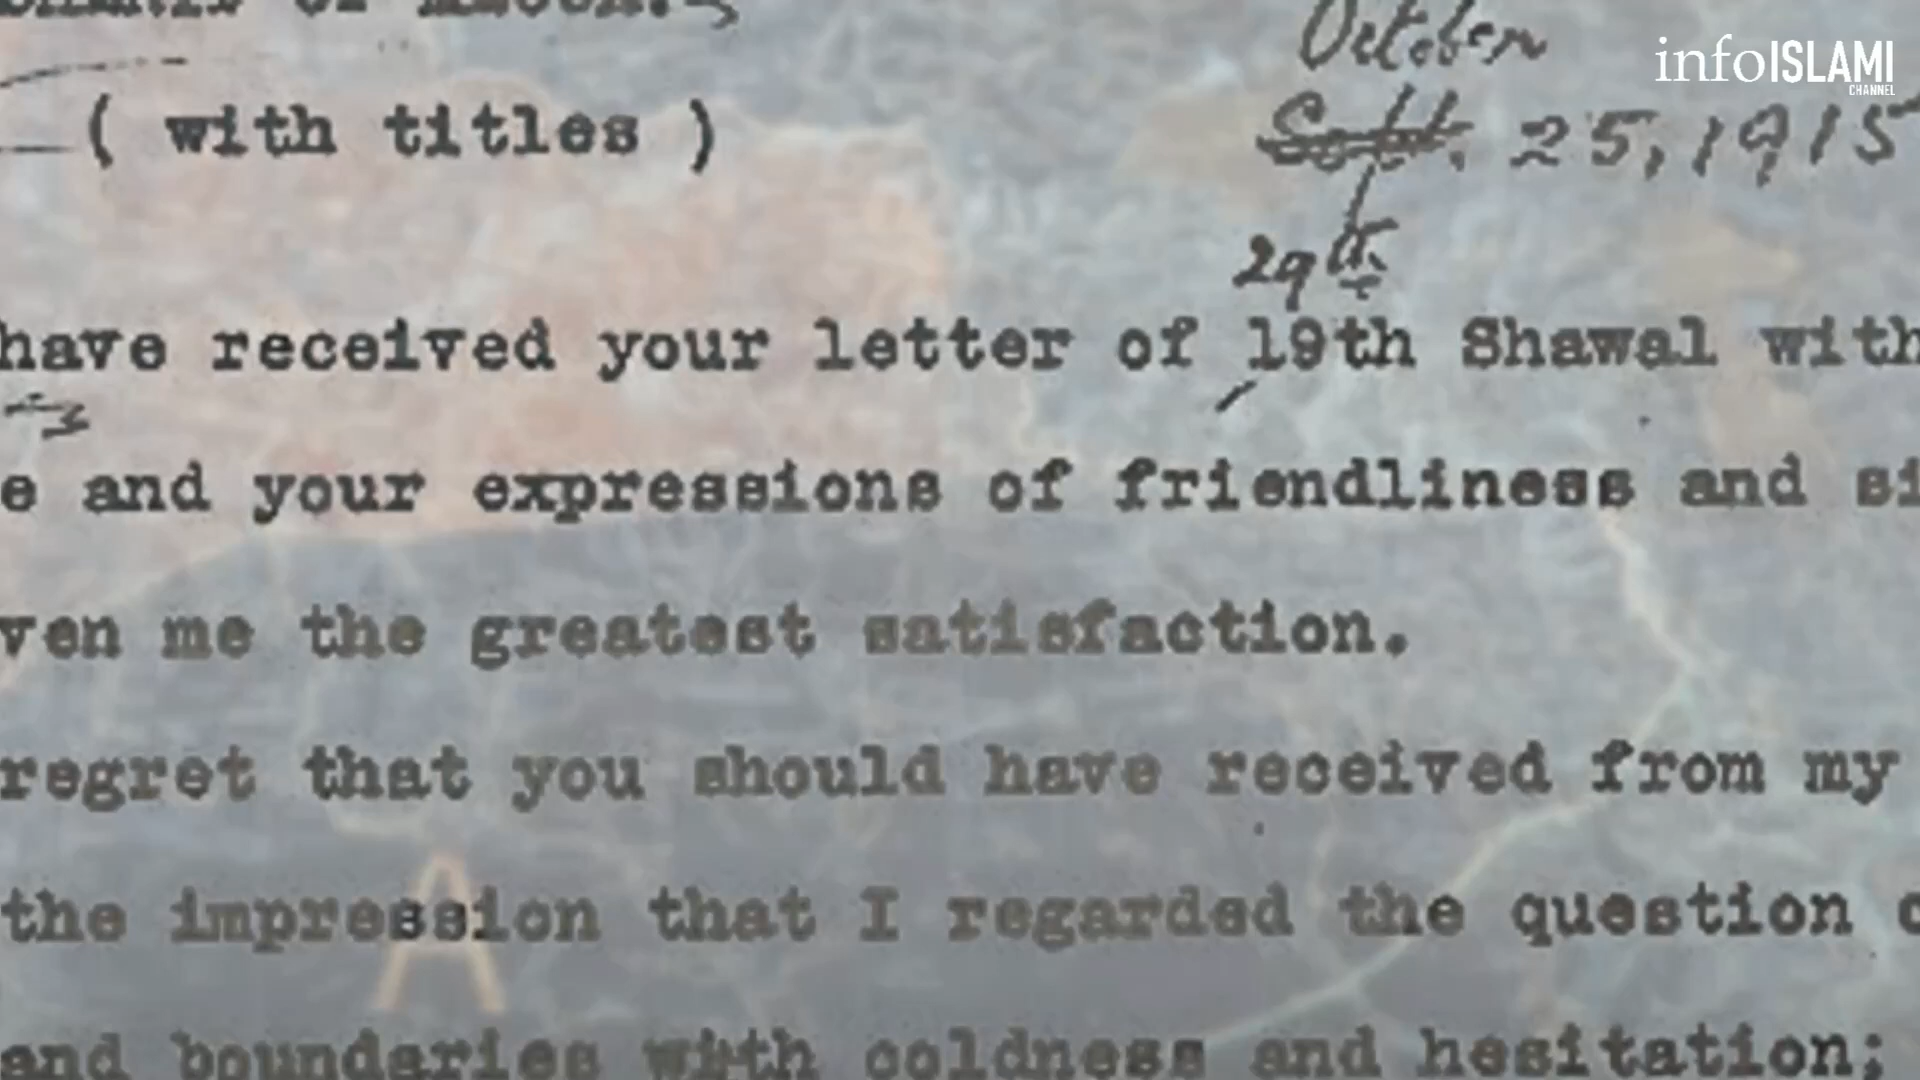 October
infoISLAMI
CHANNEL
( with titles )
Sept. 25, 1915
29th
have received your letter of 19th Shawal with
e and your expressions of friendliness and si
ven me the greatest satisfaction.
regret that you should have received from my
the impression that I regarded the question
A
and boundaries with coldness and hesitation;